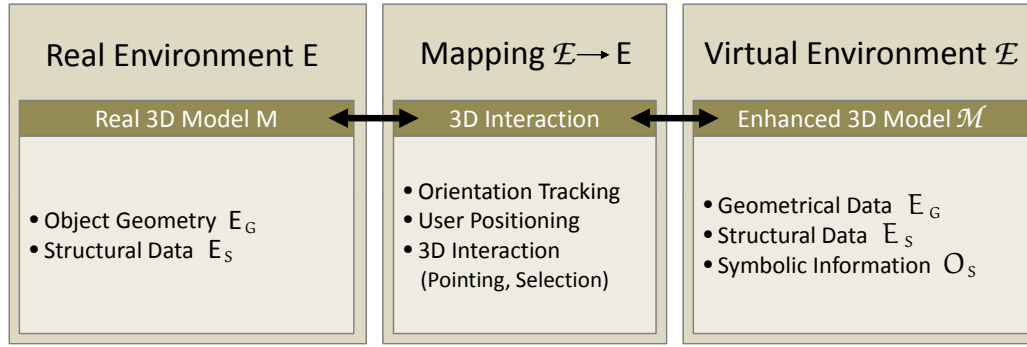 Real Environment E
Real 3D Model M
• Object Geometry E_G
• Structural Data E_S
Mapping ℰ → E
3D Interaction
• Orientation Tracking
• User Positioning
• 3D Interaction
(Pointing, Selection)
Virtual Environment ℰ
Enhanced 3D Model ℳ
• Geometrical Data E_G
• Structural Data E_S
• Symbolic Information O_S